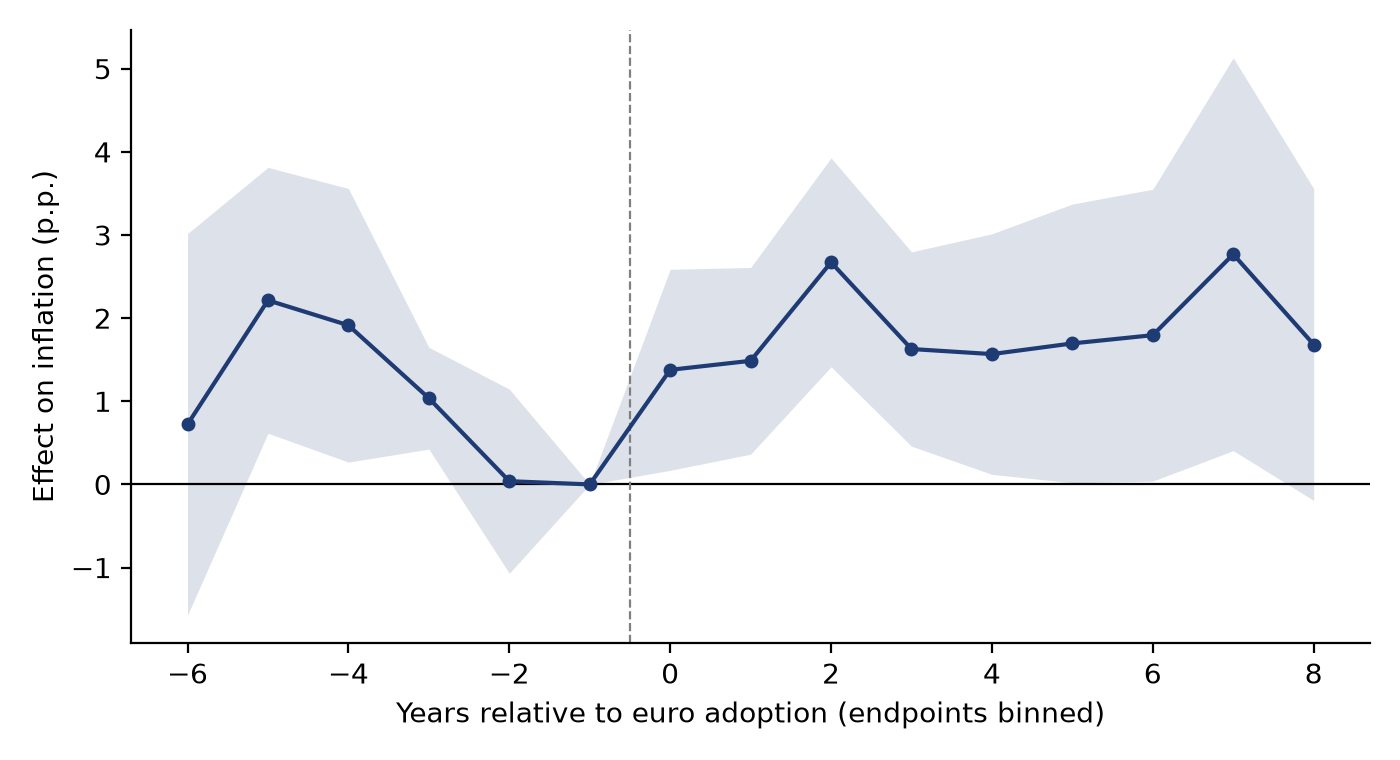 Effect on inflation (p.p.)
5
4
3
2
1
0
−1
−6 −4 −2 0 2 4 6 8
Years relative to euro adoption (endpoints binned)